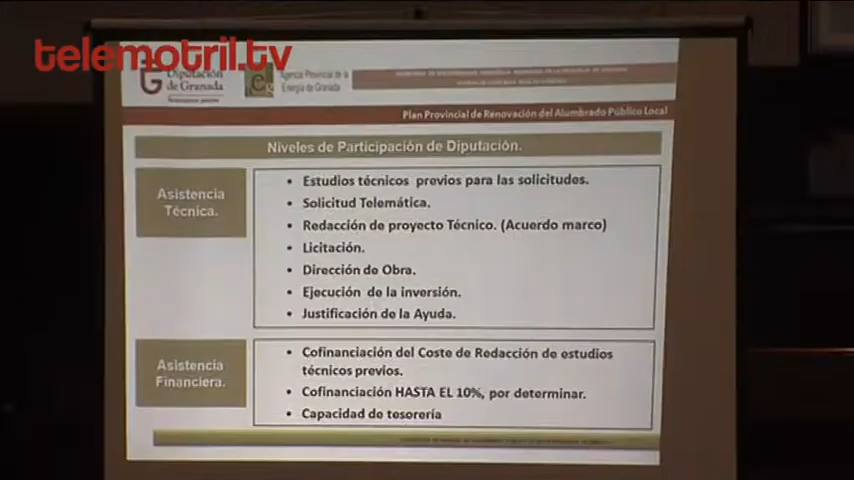 telemotril.tv
Diputación
de Granada
Agencia Provincial de la
Energía de Granada
Plan Provincial de Renovación del Alumbrado Público Local
Niveles de Participación de Diputación.
Asistencia
Técnica.
• Estudios técnicos previos para las solicitudes.
• Solicitud Telemática.
• Redacción de proyecto Técnico. (Acuerdo marco)
• Licitación.
• Dirección de Obra.
• Ejecución de la inversión.
• Justificación de la Ayuda.
Asistencia
Financiera.
• Cofinanciación del Coste de Redacción de estudios
técnicos previos.
• Cofinanciación HASTA EL 10%, por determinar.
• Capacidad de tesorería